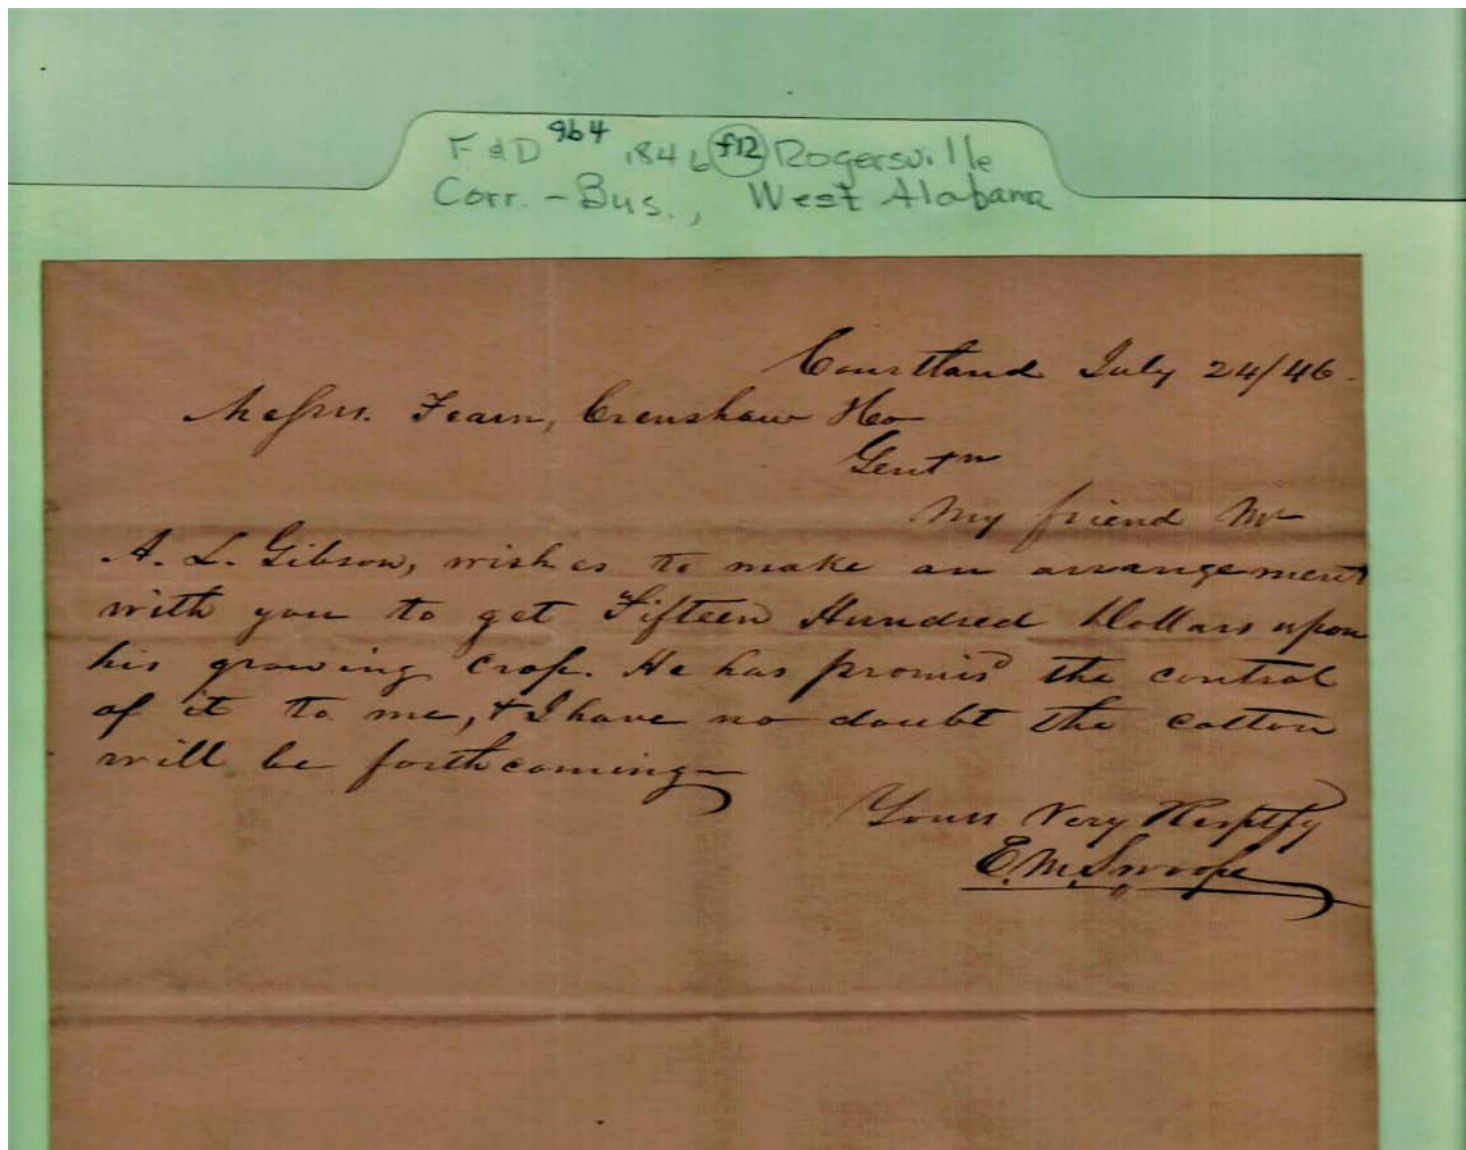 F & D 964 1846 f12 Rogersville
Corr. - Bus., West Alabama
Courtland July 24/46.
Messrs. Fearn, Crenshaw & Co
Gentn
My friend Mr
A. L. Gibson, wishes to make an arrangement
with you to get Fifteen Hundred Dollars upon
his growing crop. He has promisd the control
of it to me, & I have no doubt the cotton
will be forthcoming
Yours Very Respetfy
E. M. Swoope